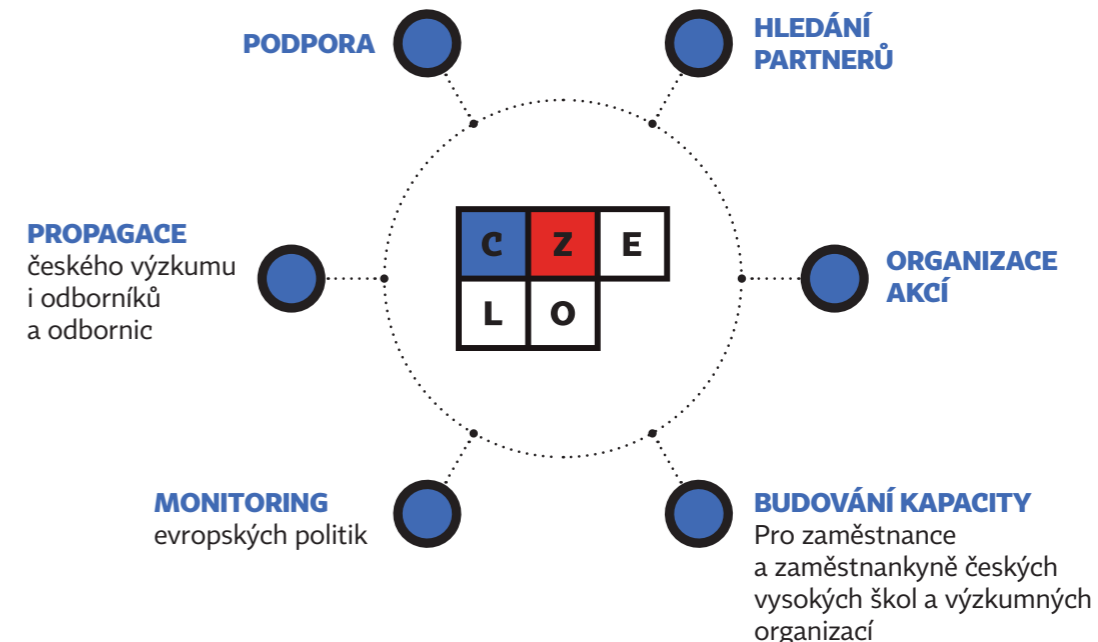 PODPORA
HLEDÁNÍ
PARTNERŮ
PROPAGACE
českého výzkumu
i odborníků
a odbornic
C Z E
L O
ORGANIZACE
AKCÍ
MONITORING
evropských politik
BUDOVÁNÍ KAPACITY
Pro zaměstnance
a zaměstnankyně českých
vysokých škol a výzkumných
organizací